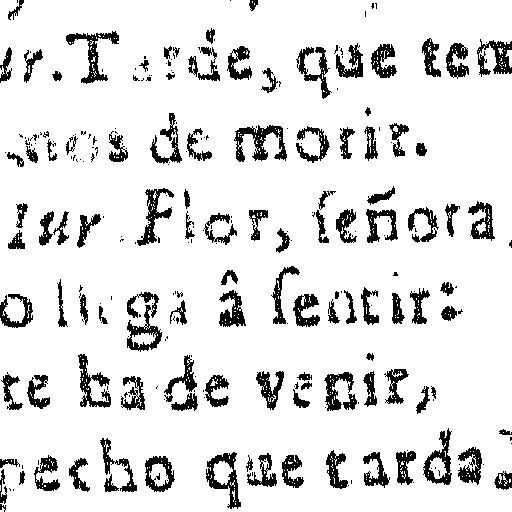 ur. Tarde, que tem
mos de morir.
Iur Flor, ſeñora,
o llega â ſentir:
te ha de venir,
pecho que tarda?